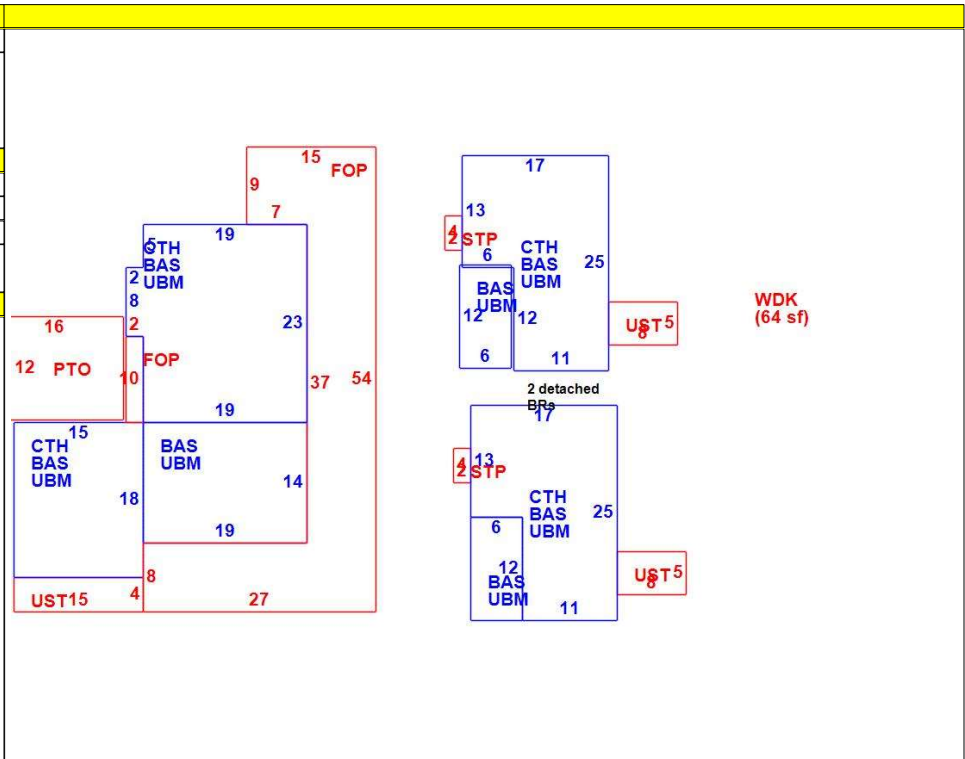 15
FOP
9
7
19
5
CTH
BAS
UBM
2
8
2
23
16
12 PTO
FOP
10
37
54
19
15
CTH
BAS
UBM
BAS
UBM
18
14
19
8
UST15
4
27
17
13
4
2 STP
6
CTH
BAS
UBM
25
BAS
UBM
12
12
UST5
8
6
11
WDK
(64 sf)
2 detached
BRs
17
13
4
2 STP
CTH
BAS
UBM
25
6
12
BAS
UBM
UST5
8
11